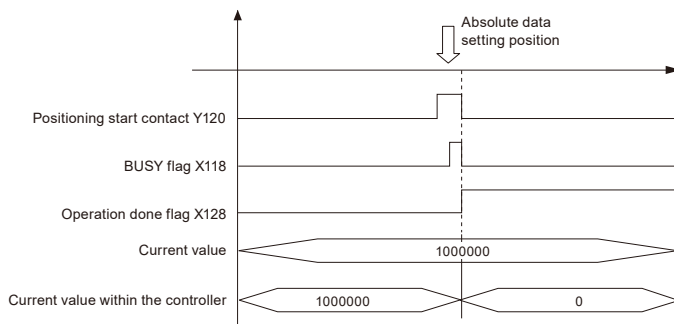 Absolute data
setting position
Positioning start contact Y120
BUSY flag X118
Operation done flag X128
Current value
1000000
Current value within the controller
1000000
0